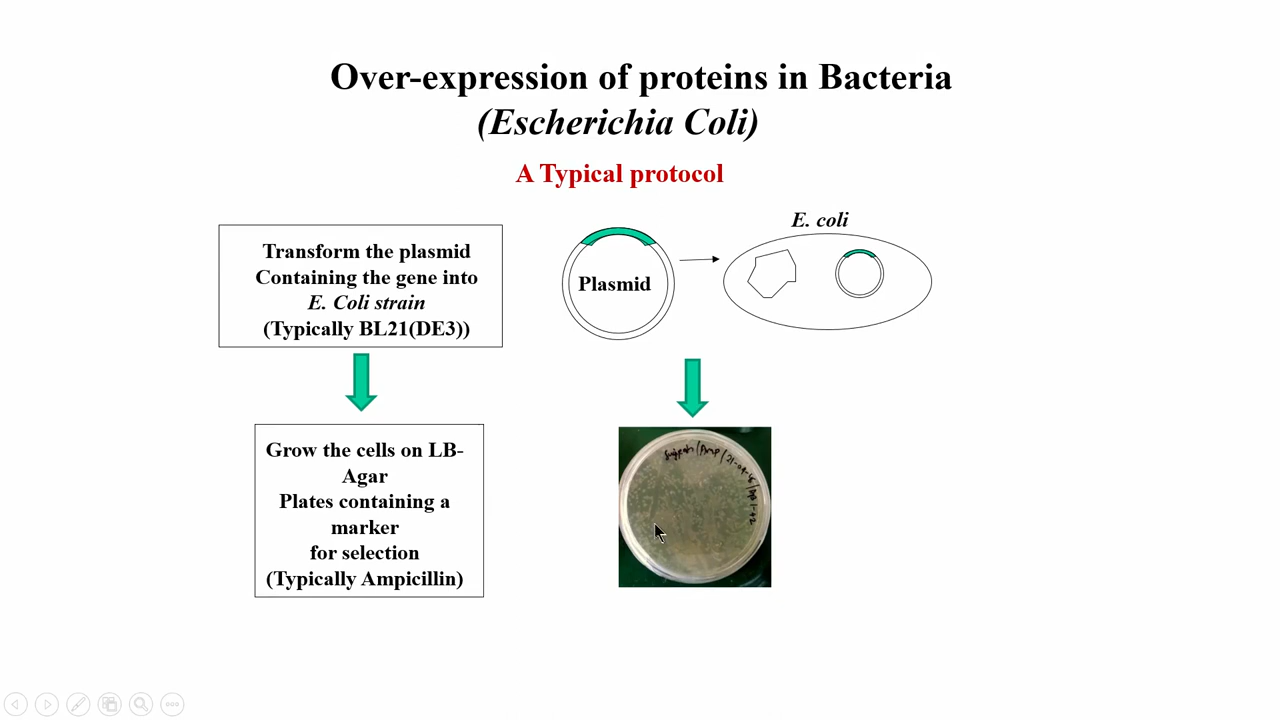 Over-expression of proteins in Bacteria
(Escherichia Coli)
A Typical protocol
Transform the plasmid
Containing the gene into
E. Coli strain
(Typically BL21(DE3))
Plasmid
E. coli
Grow the cells on LB-
Agar
Plates containing a
marker
for selection
(Typically Ampicillin)